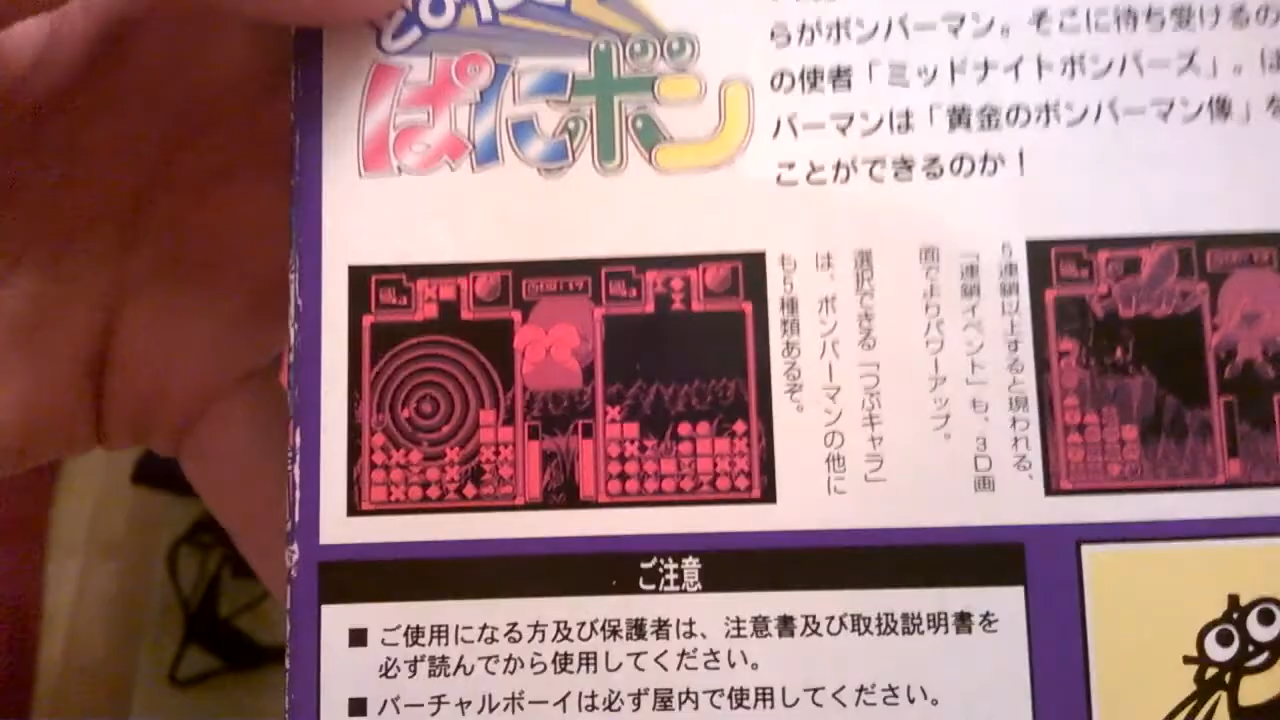 とびだせ
ぱにボン
らがボンバーマン。そこに待ち受けるの
の使者「ミッドナイトボンバーズ」。は
バーマンは「黄金のボンバーマン像」を
ことができるのか！
選択できる「つぶキャラ」
は、ボンバーマンの他に
も5種類あるぞ。
5連鎖以上すると現われる、
「連鎖イベント」も、3D画
面でよりパワーアップ。
ご注意
■ ご使用になる方及び保護者は、注意書及び取扱説明書を
必ず読んでから使用してください。
■ バーチャルボーイは必ず屋内で使用してください。